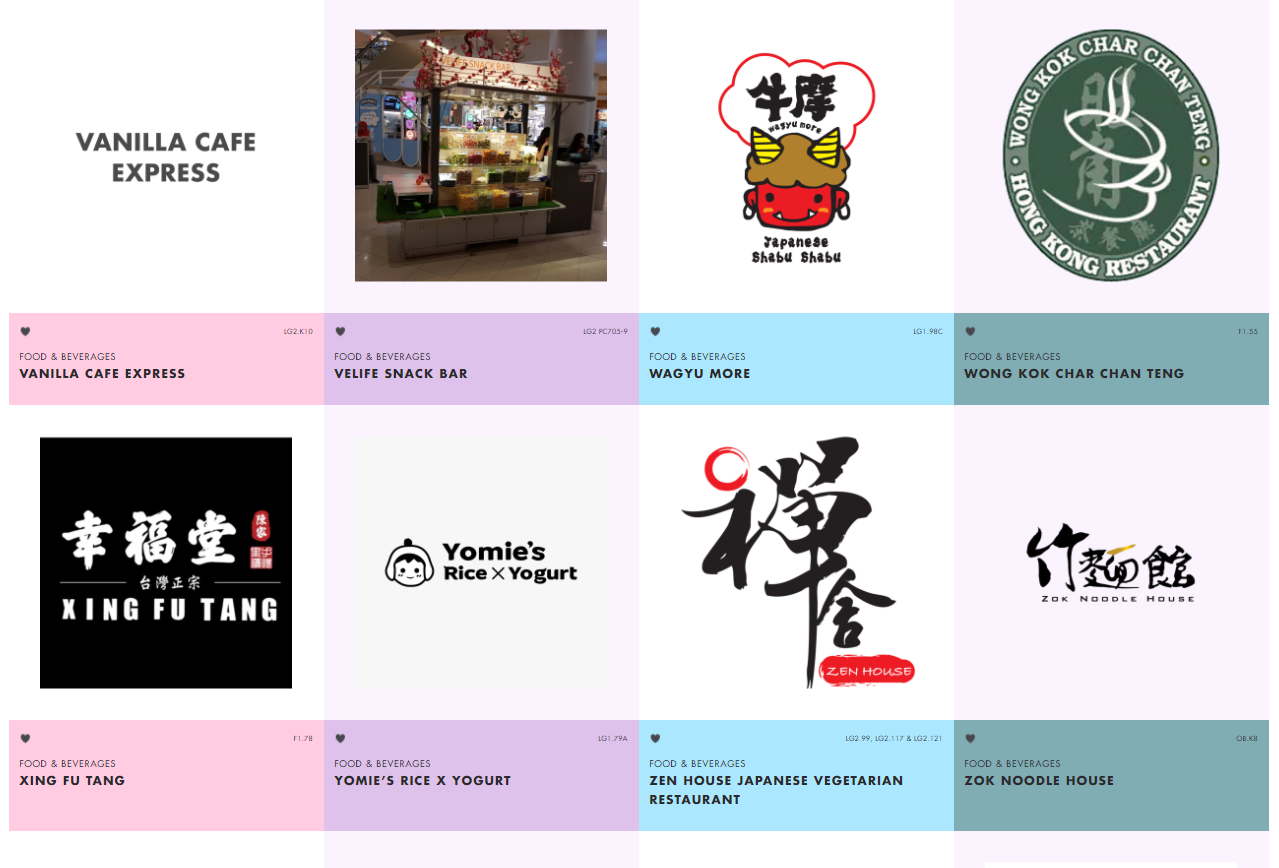 VANILLA CAFE
EXPRESS
VELIFE SNACK BAR
牛摩
wagyu more
Japanese
Shabu Shabu
WONG KOK CHAR CHAN TENG
旺角
茶餐廳
HONG KONG RESTAURANT
LG2.K10
FOOD & BEVERAGES
VANILLA CAFE EXPRESS
LG2 PC705-9
FOOD & BEVERAGES
VELIFE SNACK BAR
LG1.98C
FOOD & BEVERAGES
WAGYU MORE
F1.55
FOOD & BEVERAGES
WONG KOK CHAR CHAN TENG
幸福堂
陳家
台灣正宗
XING FU TANG
Yomie's
Rice X Yogurt
禪舍
ZEN HOUSE
竹麵館
ZOK NOODLE HOUSE
F1.78
FOOD & BEVERAGES
XING FU TANG
LG1.79A
FOOD & BEVERAGES
YOMIE'S RICE X YOGURT
LG2.99, LG2.117 & LG2.121
FOOD & BEVERAGES
ZEN HOUSE JAPANESE VEGETARIAN
RESTAURANT
OB.K8
FOOD & BEVERAGES
ZOK NOODLE HOUSE